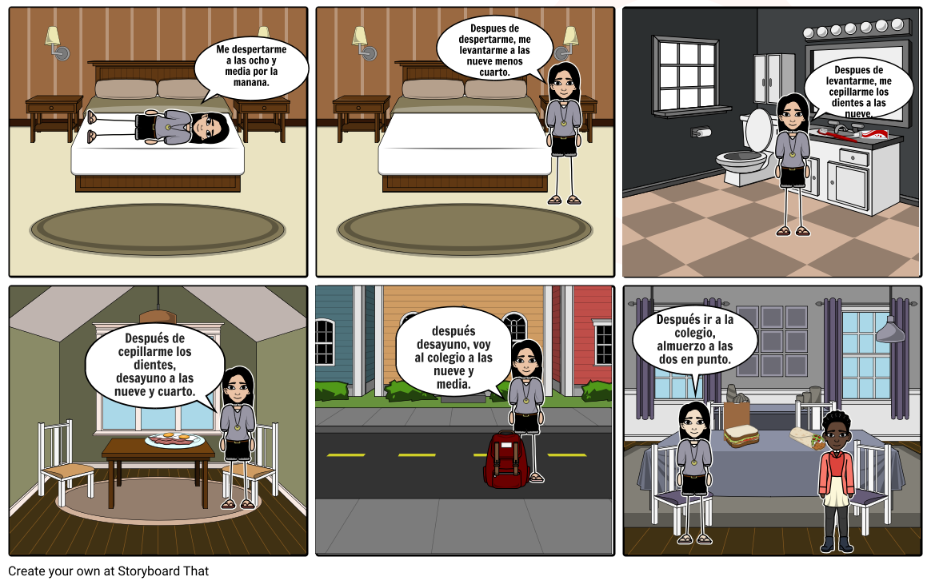 Me despertarme
a las ocho y
media por la
manana.
Despues de
despertarme, me
levantarme a las
nueve menos
cuarto.
Despues de
levantarme, me
cepillarme los
dientes a las
nueve.
Después de
cepillarme los
dientes,
desayuno a las
nueve y cuarto.
después
desayuno, voy
al colegio a las
nueve y
media.
Después ir a la
colegio,
almuerzo a las
dos en punto.
Create your own at Storyboard That